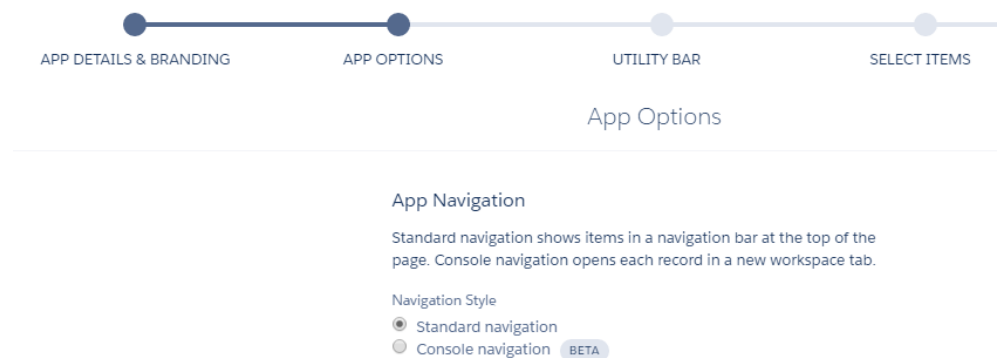 APP DETAILS & BRANDING
APP OPTIONS
UTILITY BAR
SELECT ITEMS
App Options
App Navigation
Standard navigation shows items in a navigation bar at the top of the
page. Console navigation opens each record in a new workspace tab.
Navigation Style
Standard navigation
Console navigation BETA